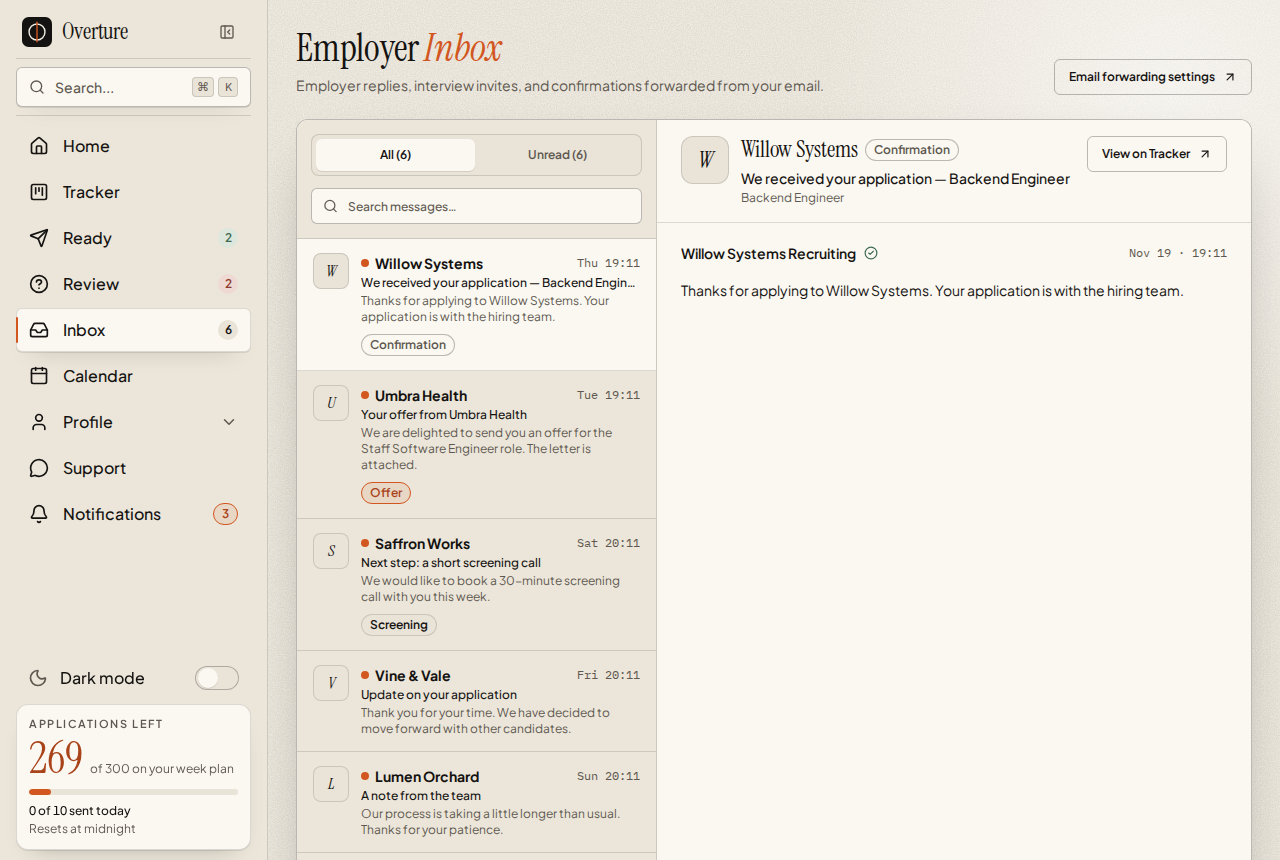 Overture
Search...
⌘ K
Home
Tracker
Ready 2
Review 2
Inbox 6
Calendar
Profile
Support
Notifications 3
Dark mode
APPLICATIONS LEFT
269 of 300 on your week plan
0 of 10 sent today
Resets at midnight
Employer Inbox
Employer replies, interview invites, and confirmations forwarded from your email.
Email forwarding settings
All (6)
Unread (6)
Search messages…
W
Willow Systems Thu 19:11
We received your application — Backend Engin…
Thanks for applying to Willow Systems. Your
application is with the hiring team.
Confirmation
U
Umbra Health Tue 19:11
Your offer from Umbra Health
We are delighted to send you an offer for the
Staff Software Engineer role. The letter is
attached.
Offer
S
Saffron Works Sat 20:11
Next step: a short screening call
We would like to book a 30-minute screening
call with you this week.
Screening
V
Vine & Vale Fri 20:11
Update on your application
Thank you for your time. We have decided to
move forward with other candidates.
L
Lumen Orchard Sun 20:11
A note from the team
Our process is taking a little longer than usual.
Thanks for your patience.
W
Willow Systems Confirmation
We received your application — Backend Engineer
Backend Engineer
View on Tracker
Willow Systems Recruiting Nov 19 · 19:11
Thanks for applying to Willow Systems. Your application is with the hiring team.